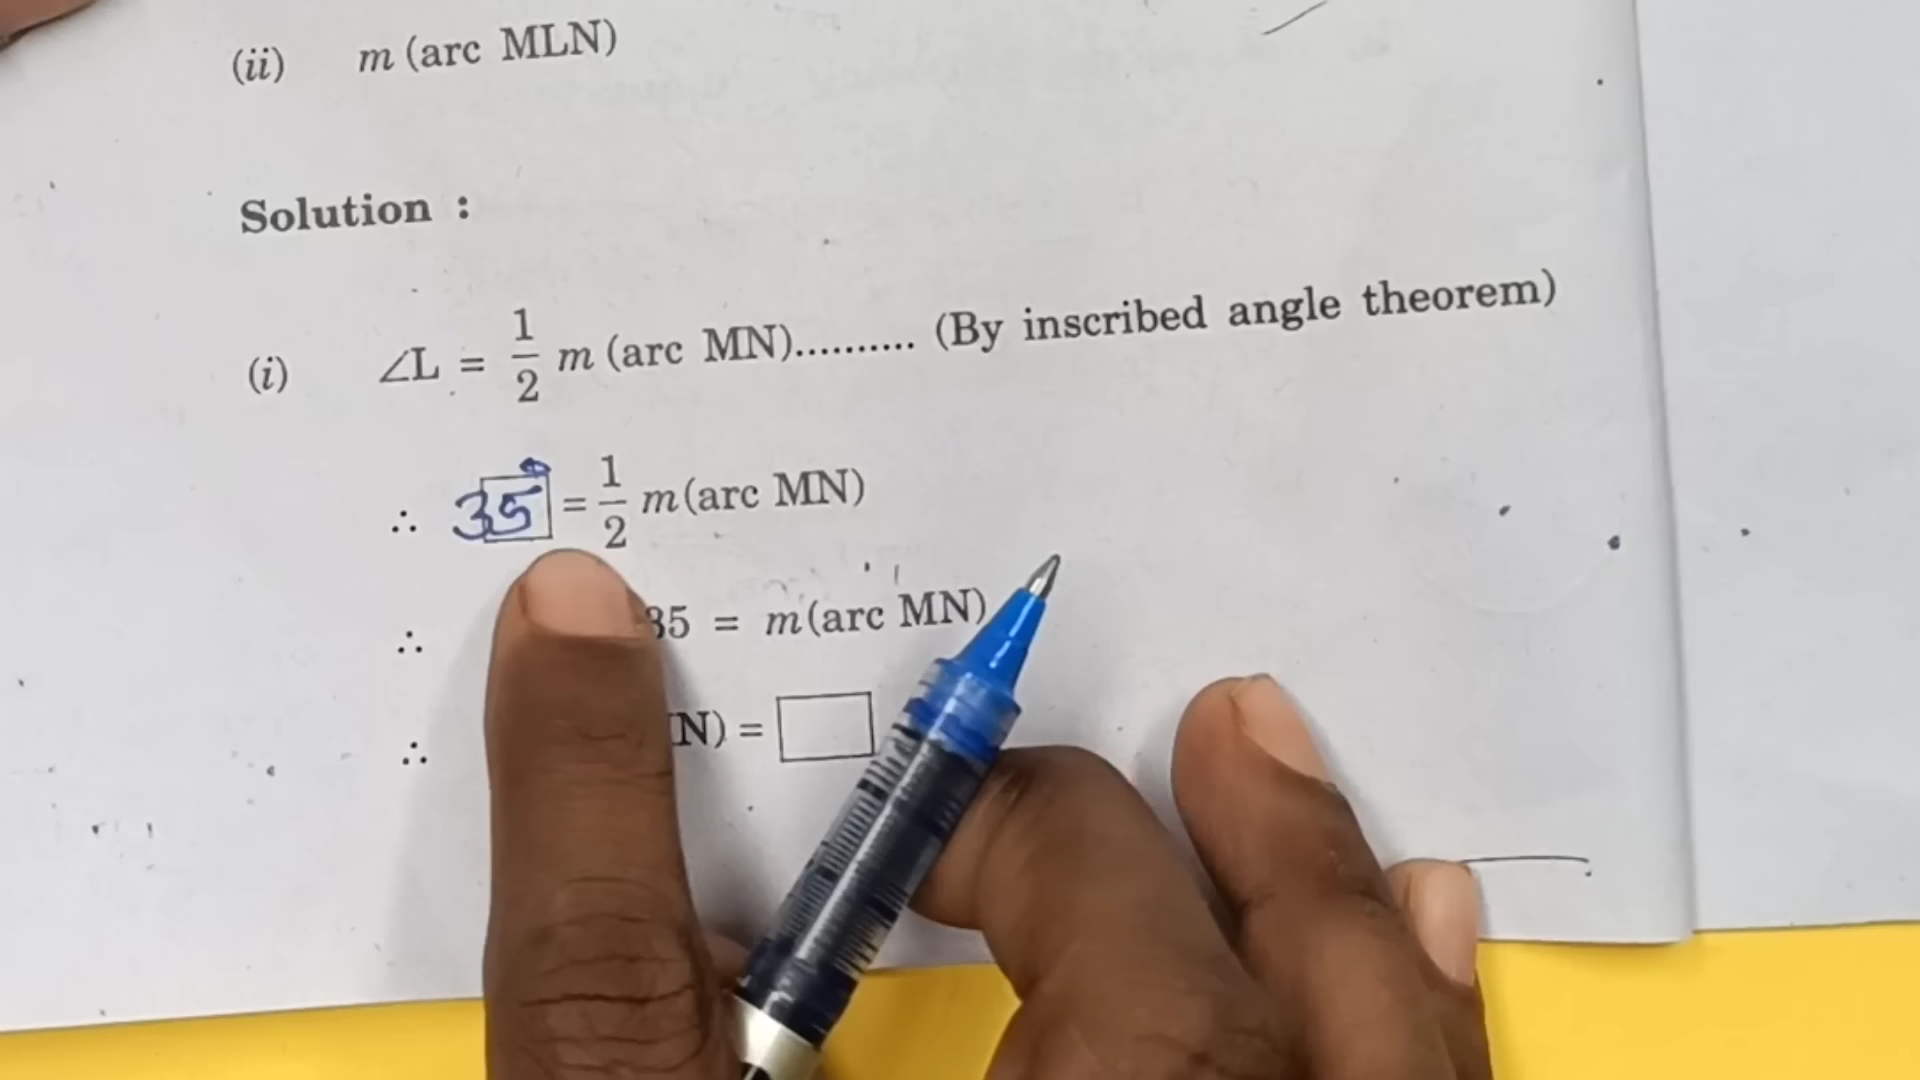 (ii) m (arc MLN)
Solution :
(i) ∠L = 1/2 m (arc MN).......... (By inscribed angle theorem)
∴ 35° = 1/2 m(arc MN)
∴ 35 = m(arc MN)
∴ N) =